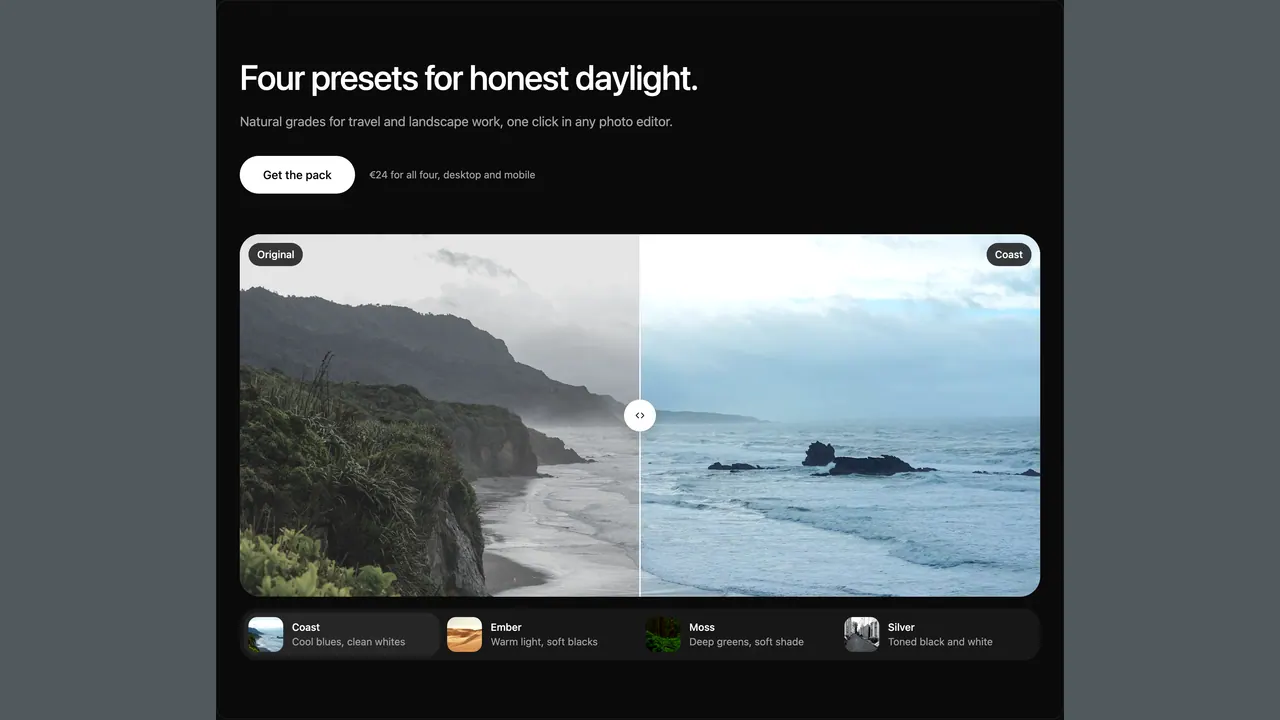 Four presets for honest daylight.
Natural grades for travel and landscape work, one click in any photo editor.
Get the pack
€24 for all four, desktop and mobile
Original
Coast
Coast
Cool blues, clean whites
Ember
Warm light, soft blacks
Moss
Deep greens, soft shade
Silver
Toned black and white